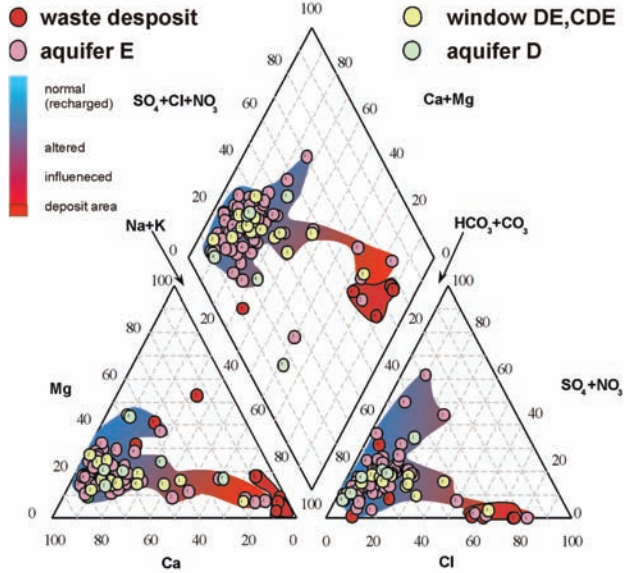 waste desposit
aquifer E
window DE,CDE
aquifer D
normal
(recharged)
altered
influeneced
deposit area
SO₄+Cl+NO₃
Ca+Mg
100
80
60
40
20
0
80
60
40
20
0
20
40
60
80
100
20
40
60
80
Na+K
HCO₃+CO₃
Mg
SO₄+NO₃
100
80
60
40
20
0
100
80
60
40
20
0
100 80 60 40 20 0
Ca
0 20 40 60 80 100
Cl